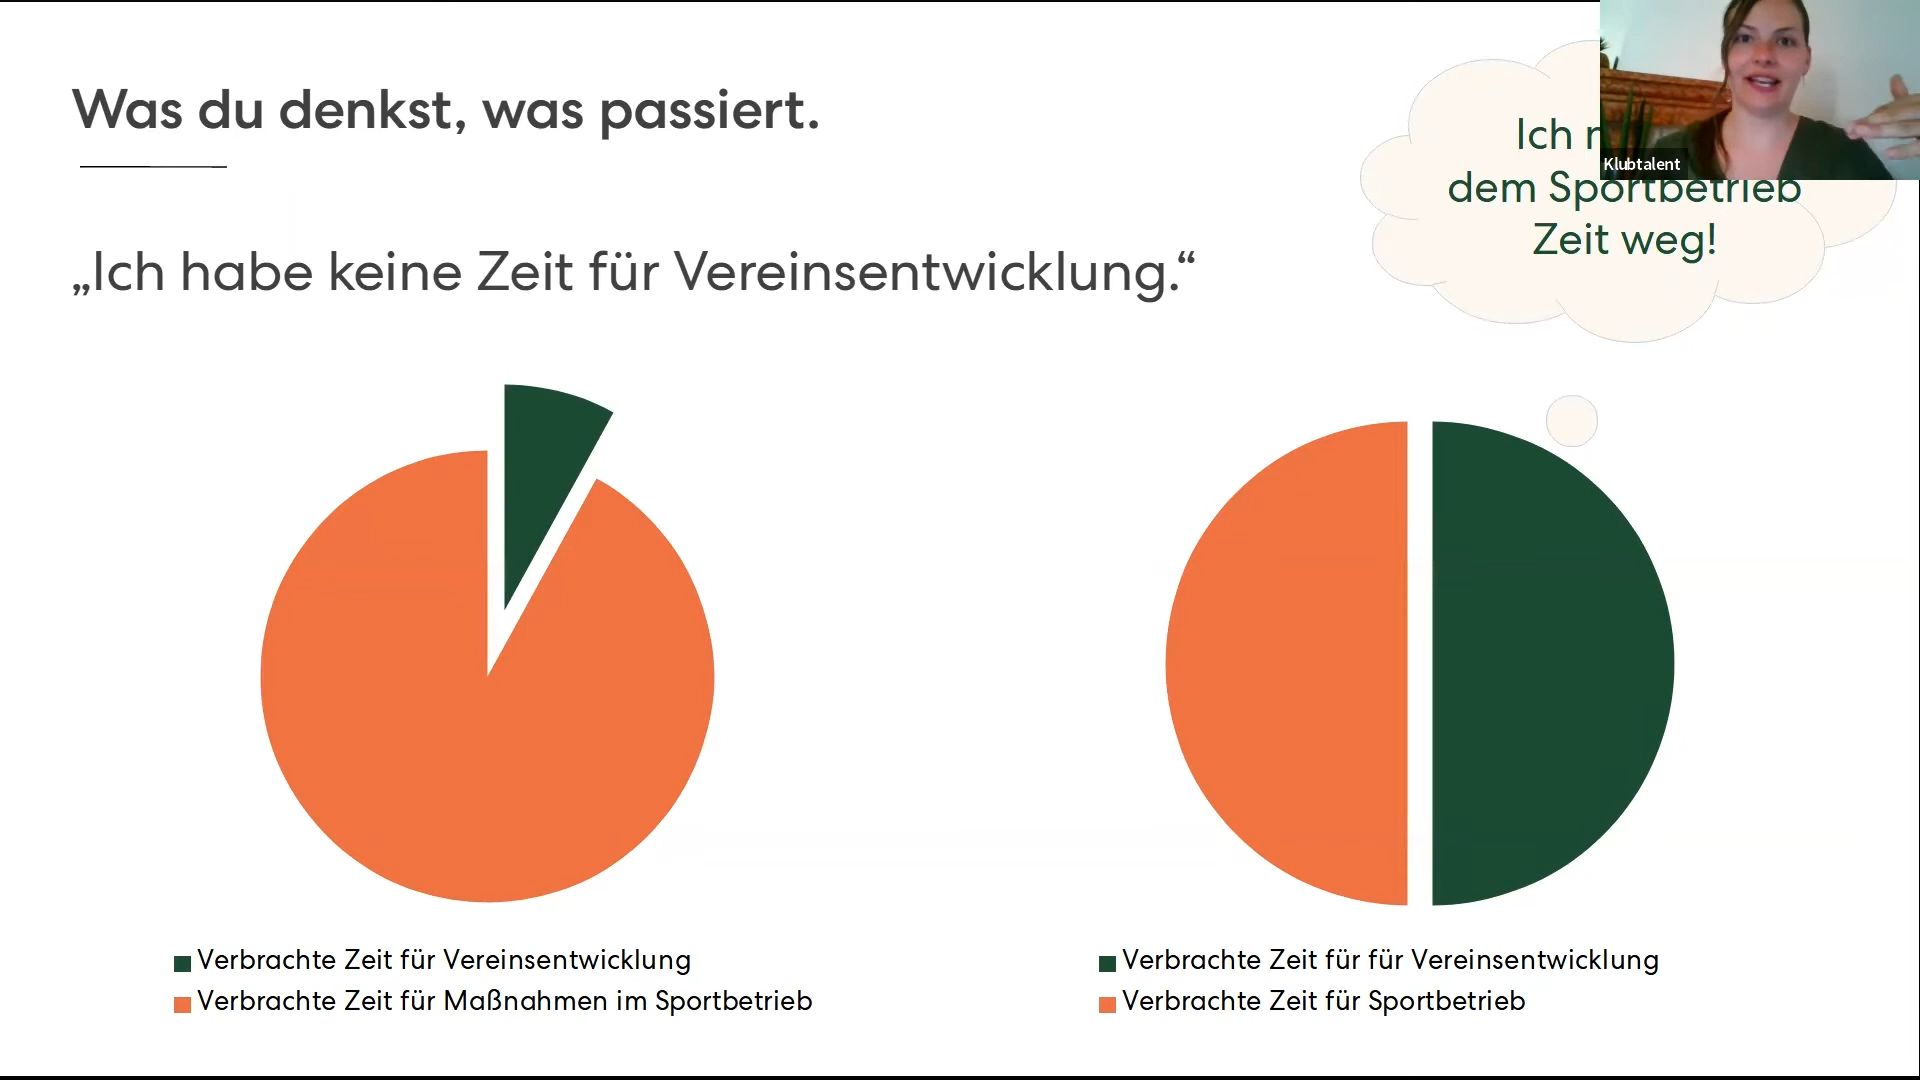 Was du denkst, was passiert.
Ich
dem Sportbetrieb
Zeit weg!
Klubtalent
„Ich habe keine Zeit für Vereinsentwicklung.“
Verbrachte Zeit für Vereinsentwicklung
Verbrachte Zeit für Maßnahmen im Sportbetrieb
Verbrachte Zeit für für Vereinsentwicklung
Verbrachte Zeit für Sportbetrieb